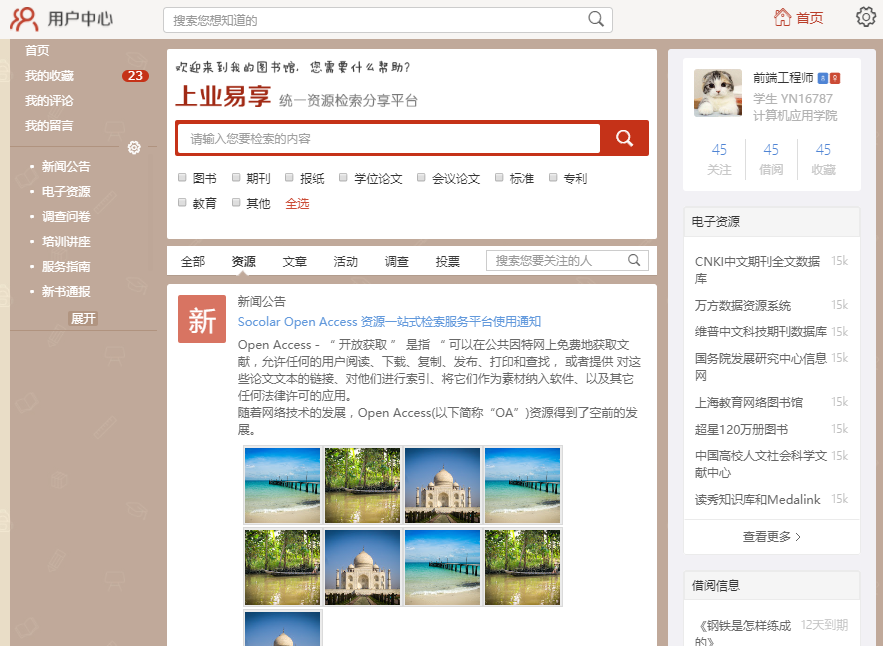 用户中心
搜索您想知道的
首页
首页
我的收藏 23
我的评论
我的留言
• 新闻公告
• 电子资源
• 调查问卷
• 培训讲座
• 服务指南
• 新书通报
展开
欢迎来到我的图书馆，您需要什么帮助?
上业易享 统一资源检索分享平台
请输入您要检索的内容
图书 期刊 报纸 学位论文 会议论文 标准 专利
教育 其他 全选
全部 资源 文章 活动 调查 投票 搜索您要关注的人
新
新闻公告
Socolar Open Access 资源一站式检索服务平台使用通知
Open Access - “ 开放获取 ” 是指 “ 可以在公共因特网上免费地获取文
献，允许任何的用户阅读、下载、复制、发布、打印和查找， 或者提供 对这
些论文文本的链接、对他们进行索引、将它们作为素材纳入软件、以及其它
任何法律许可的应用。
随着网络技术的发展，Open Access(以下简称“OA”)资源得到了空前的发
展。
前端工程师
学生 YN16787
计算机应用学院
45 45 45
关注 借阅 收藏
电子资源
CNKI中文期刊全文数据 15k
库
万方数据资源系统 15k
维普中文科技期刊数据库 15k
国务院发展研究中心信息 15k
网
上海教育网络图书馆 15k
超星120万册图书 15k
中国高校人文社会科学文 15k
献中心
读秀知识库和Medalink 15k
查看更多 >
借阅信息
《钢铁是怎样练成 12天到期
的》